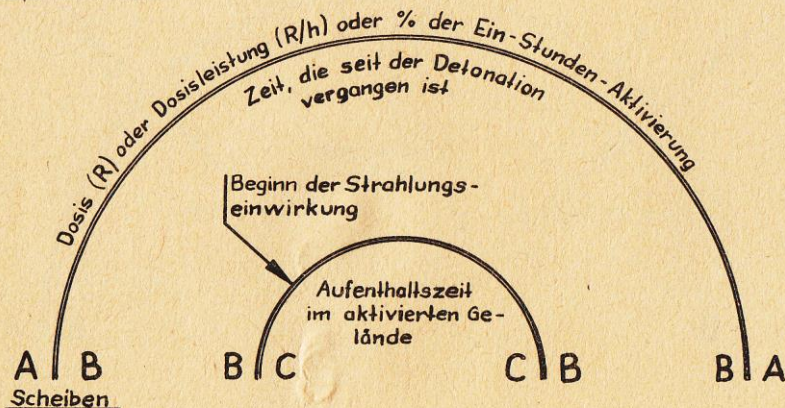 Dosis (R) oder Dosisleistung (R/h) oder % der Ein-Stunden-Aktivierung
Zeit, die seit der Detonation
vergangen ist
Beginn der Strahlungs-
einwirkung
Aufenthaltszeit
im aktivierten Ge-
lände
A B B C C B B A
Scheiben